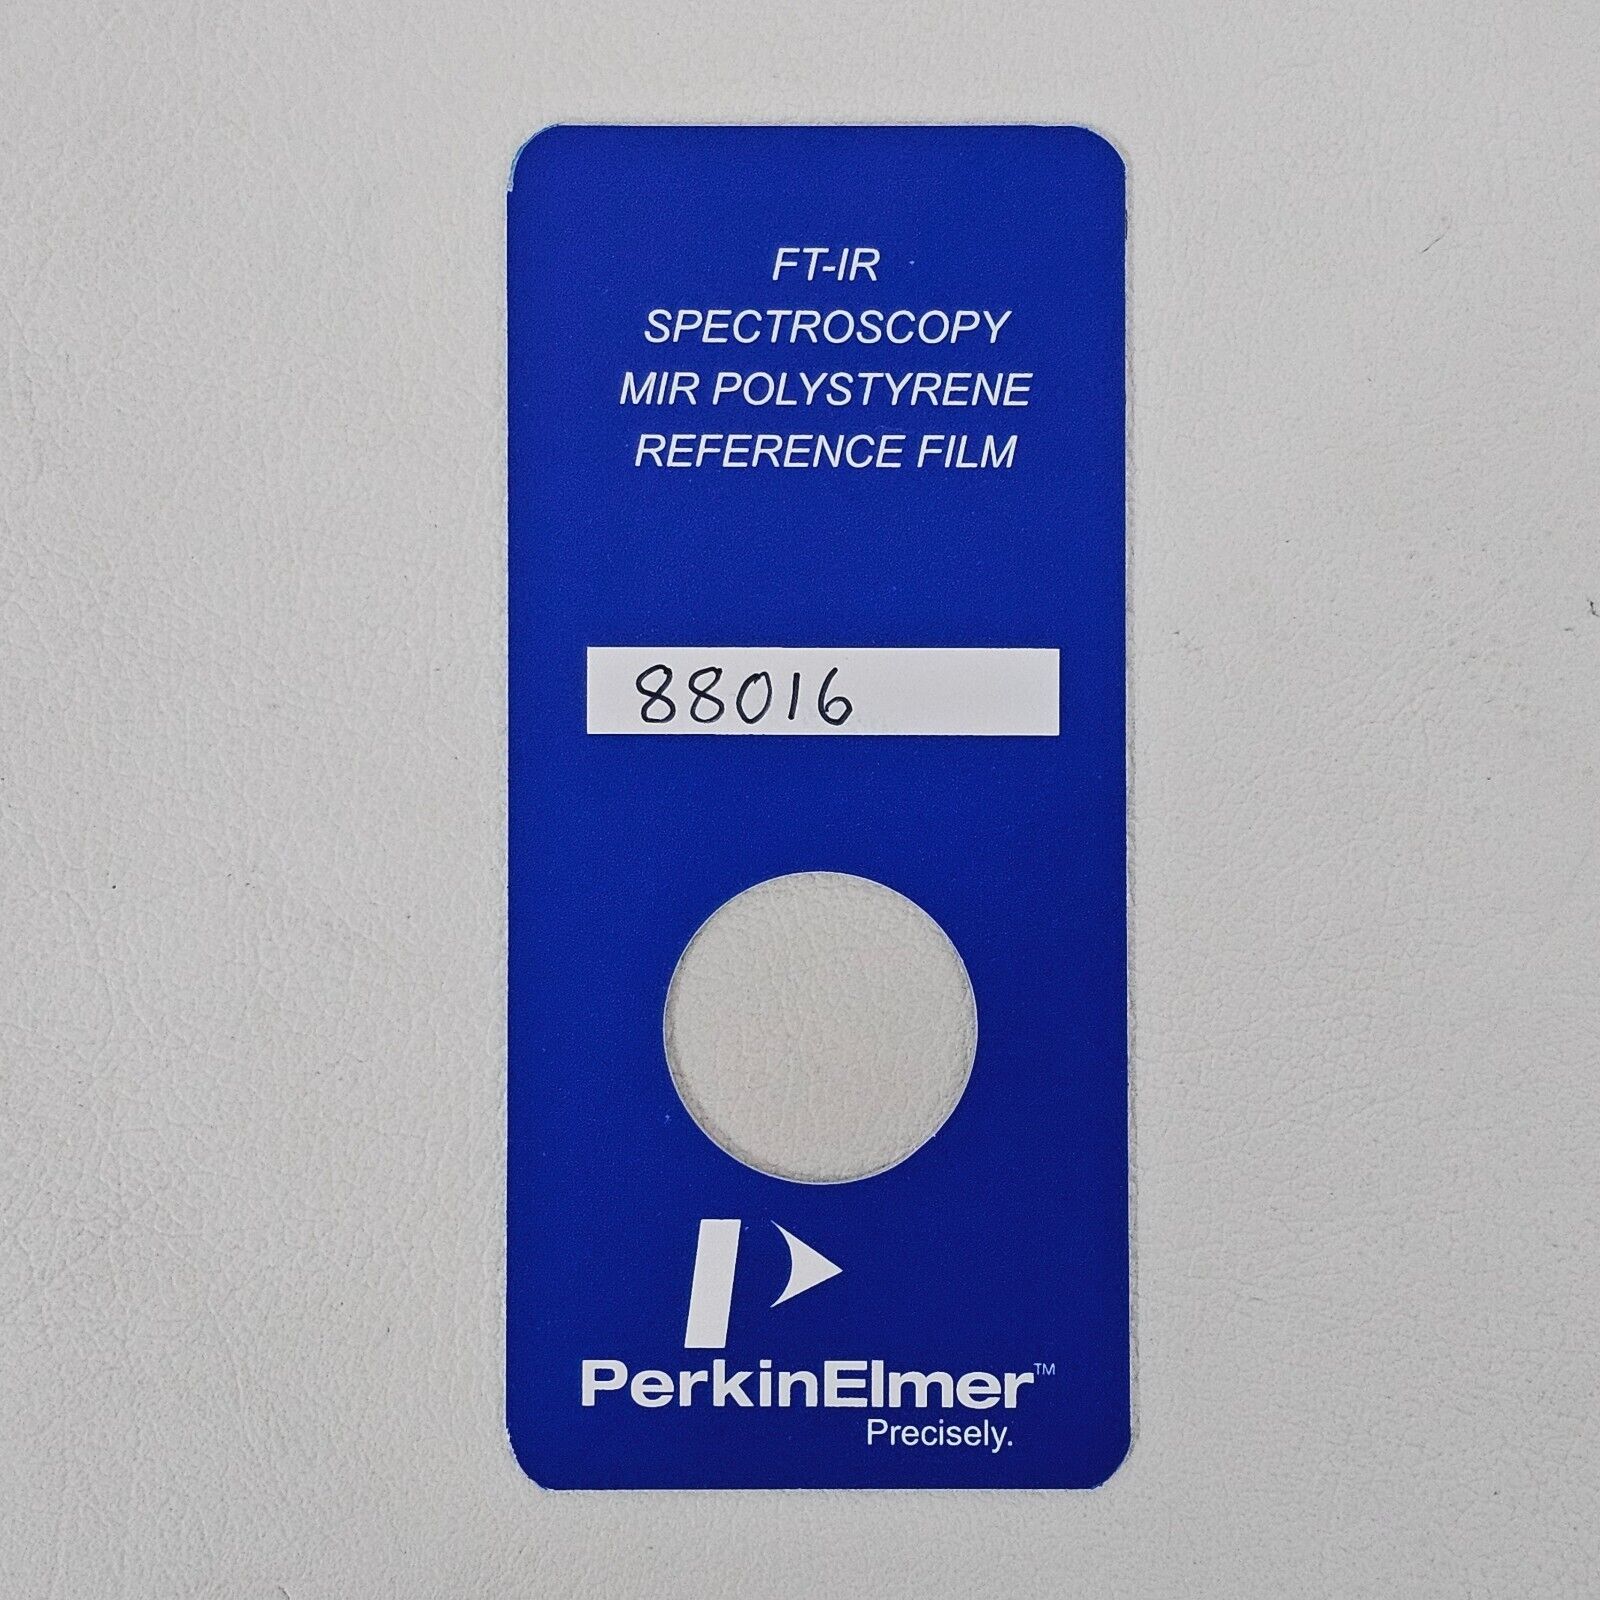 FT-IR
SPECTROSCOPY
MIR POLYSTYRENE
REFERENCE FILM
88016
PerkinElmer™
Precisely.